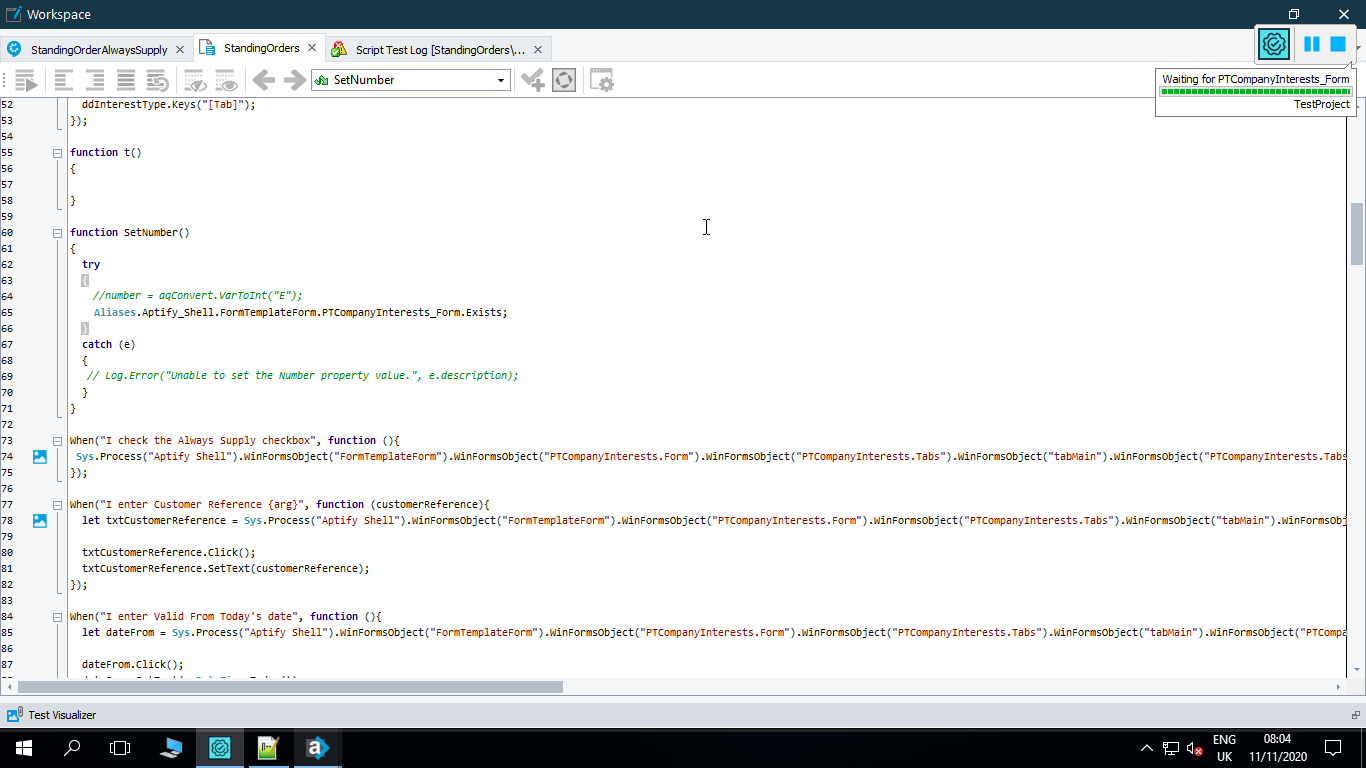 Workspace
StandingOrderAlwaysSupply
StandingOrders
Script Test Log [StandingOrders\...
SetNumber
Waiting for PTCompanyInterests_Form
TestProject
52 ddInterestType.Keys("[Tab]");
53 });
54
55 function t()
56 {
57
58 }
59
60 function SetNumber()
61 {
62 try
63 {
64 //number = aqConvert.VarToInt("E");
65 Aliases.Aptify_Shell.FormTemplateForm.PTCompanyInterests_Form.Exists;
66 }
67 catch (e)
68 {
69 // Log.Error("Unable to set the Number property value.", e.description);
70 }
71 }
72
73 When("I check the Always Supply checkbox", function (){
74 Sys.Process("Aptify Shell").WinFormsObject("FormTemplateForm").WinFormsObject("PTCompanyInterests.Form").WinFormsObject("PTCompanyInterests.Tabs").WinFormsObject("tabMain").WinFormsObject("PTCompanyInterests.Tabs
75 });
76
77 When("I enter Customer Reference {arg}", function (customerReference){
78 let txtCustomerReference = Sys.Process("Aptify Shell").WinFormsObject("FormTemplateForm").WinFormsObject("PTCompanyInterests.Form").WinFormsObject("PTCompanyInterests.Tabs").WinFormsObject("tabMain").WinFormsObj
79
80 txtCustomerReference.Click();
81 txtCustomerReference.SetText(customerReference);
82 });
83
84 When("I enter Valid From Today's date", function (){
85 let dateFrom = Sys.Process("Aptify Shell").WinFormsObject("FormTemplateForm").WinFormsObject("PTCompanyInterests.Form").WinFormsObject("PTCompanyInterests.Tabs").WinFormsObject("tabMain").WinFormsObject("PTCompa
86
87 dateFrom.Click();
Test Visualizer
ENG
UK
08:04
11/11/2020